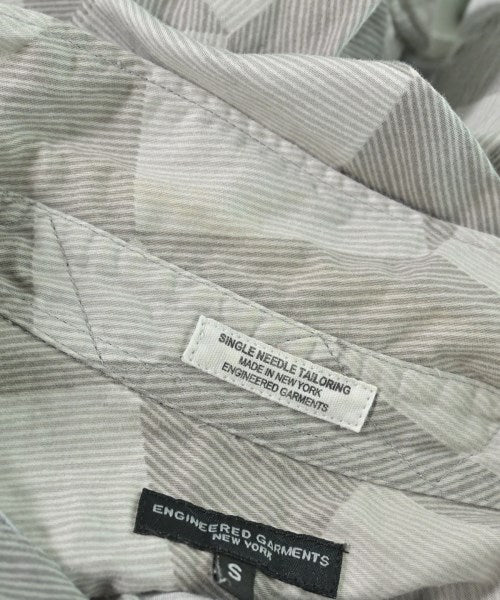 SINGLE NEEDLE TAILORING
MADE IN NEW YORK
ENGINEERED GARMENTS
ENGINEERED GARMENTS
NEW YORK
S